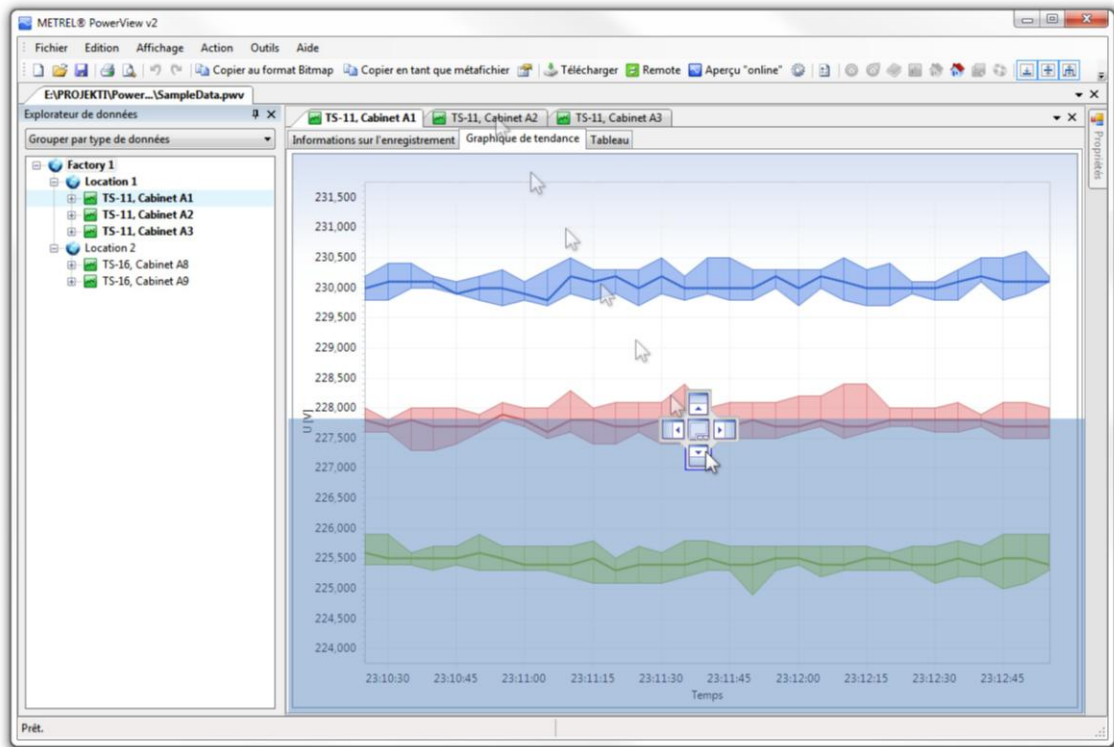 METREL® PowerView v2
Fichier Edition Affichage Action Outils Aide
Copier au format Bitmap Copier en tant que métafichier Télécharger Remote Aperçu "online"
E:\PROJEKTI\Power...\SampleData.pwv
Explorateur de données
TS-11, Cabinet A1 TS-11, Cabinet A2 TS-11, Cabinet A3
Grouper par type de données
Informations sur l'enregistrement Graphique de tendance Tableau
Propriétés
Factory 1
Location 1
TS-11, Cabinet A1
TS-11, Cabinet A2
TS-11, Cabinet A3
Location 2
TS-16, Cabinet A8
TS-16, Cabinet A9
231,500
231,000
230,500
230,000
229,500
229,000
228,500
228,000
U [V]
227,500
227,000
226,500
226,000
225,500
225,000
224,500
224,000
23:10:30 23:10:45 23:11:00 23:11:15 23:11:30 23:11:45 23:12:00 23:12:15 23:12:30 23:12:45
Temps
Prêt.